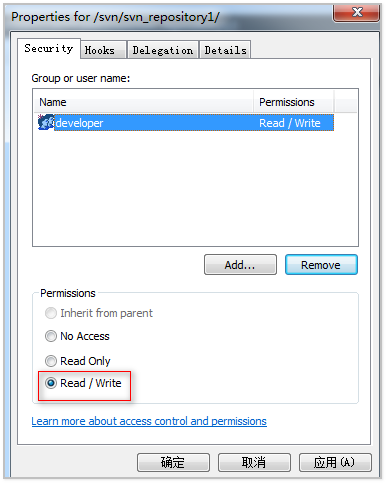 Properties for /svn/svn_repository1/
Security Hooks Delegation Details
Group or user name:
Name Permissions
developer Read / Write
Add... Remove
Permissions
Inherit from parent
No Access
Read Only
Read / Write
Learn more about access control and permissions
确定 取消 应用(A)